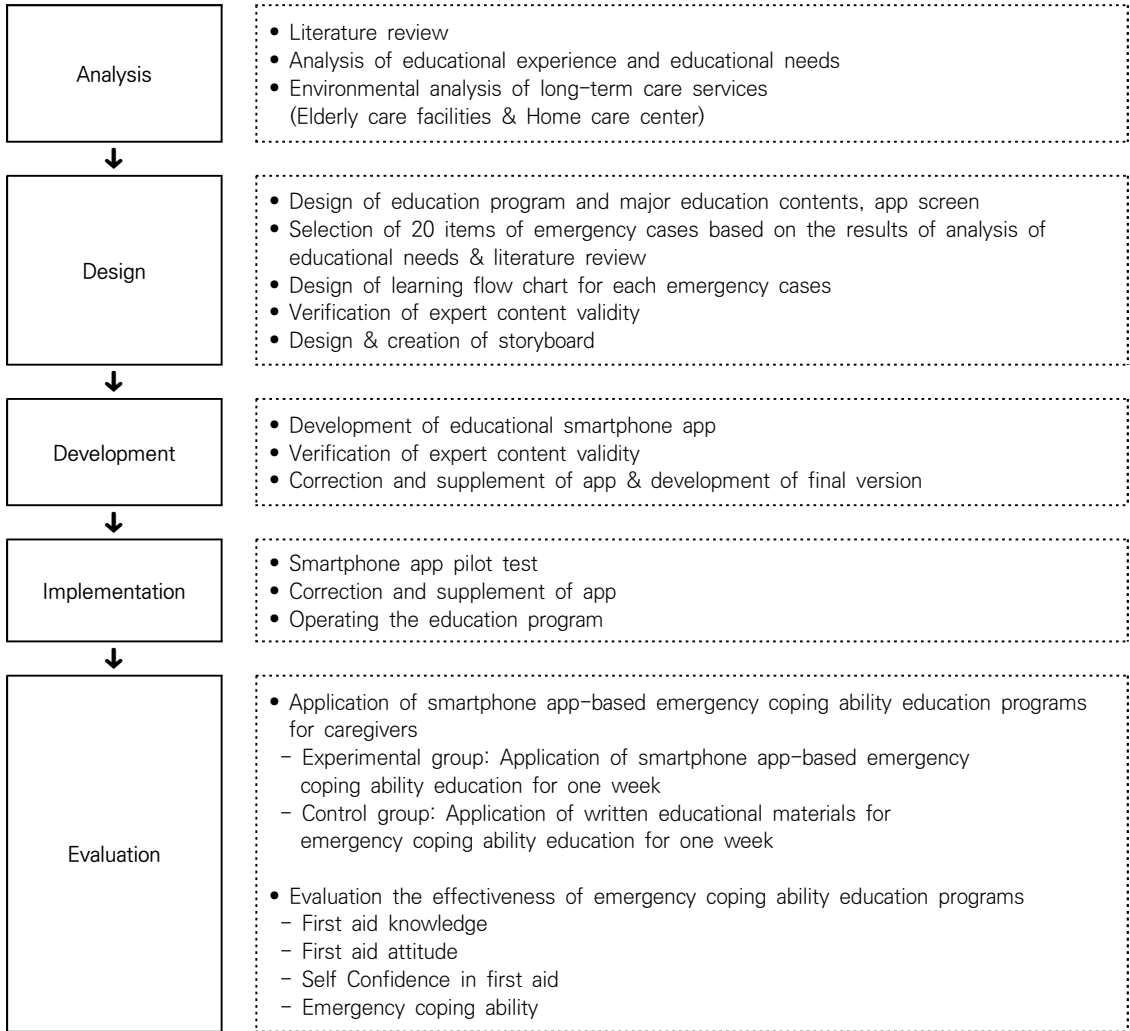 Analysis
• Literature review
• Analysis of educational experience and educational needs
• Environmental analysis of long-term care services
(Elderly care facilities & Home care center)
Design
• Design of education program and major education contents, app screen
• Selection of 20 items of emergency cases based on the results of analysis of
educational needs & literature review
• Design of learning flow chart for each emergency cases
• Verification of expert content validity
• Design & creation of storyboard
Development
• Development of educational smartphone app
• Verification of expert content validity
• Correction and supplement of app & development of final version
Implementation
• Smartphone app pilot test
• Correction and supplement of app
• Operating the education program
Evaluation
• Application of smartphone app-based emergency coping ability education programs
for caregivers
- Experimental group: Application of smartphone app-based emergency
coping ability education for one week
- Control group: Application of written educational materials for
emergency coping ability education for one week
• Evaluation the effectiveness of emergency coping ability education programs
- First aid knowledge
- First aid attitude
- Self Confidence in first aid
- Emergency coping ability